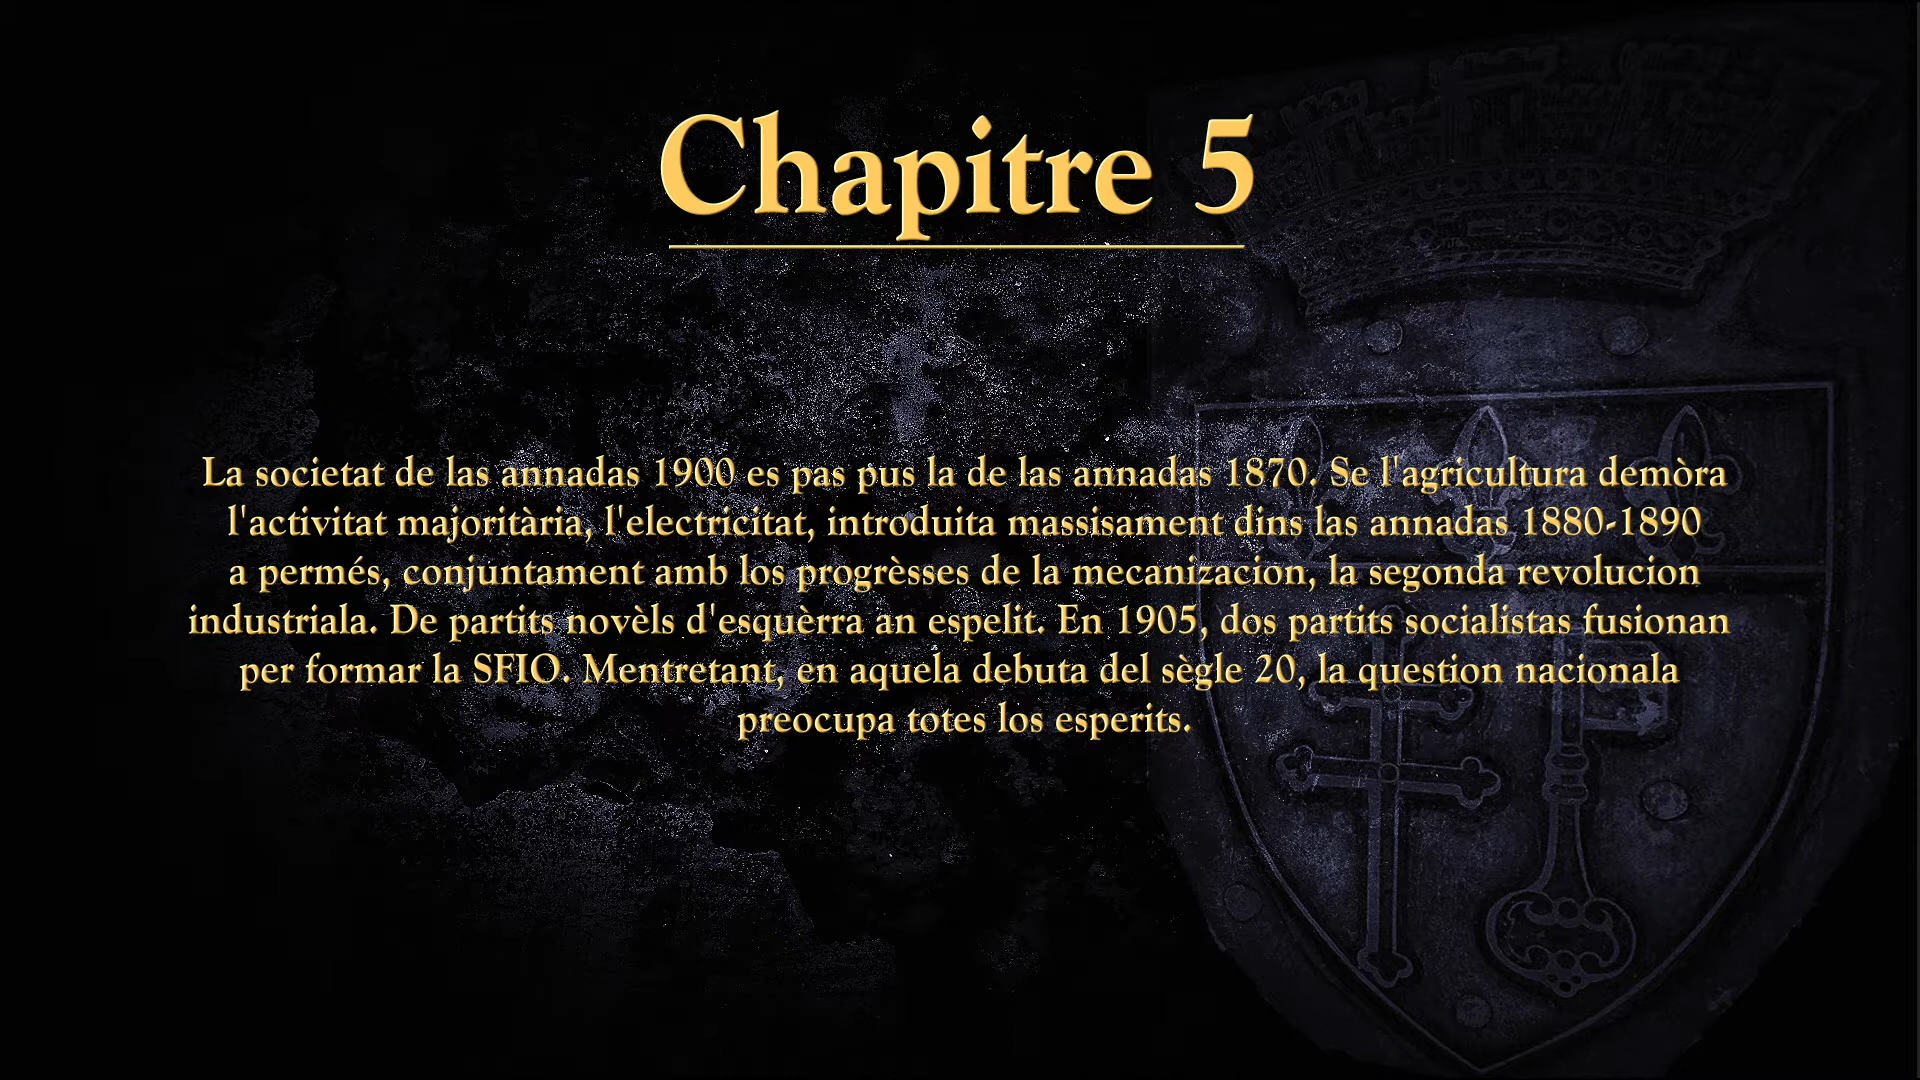 Chapitre 5
La societat de las annadas 1900 es pas pus la de las annadas 1870. Se l'agricultura demòra
l'activitat majoritària, l'electricitat, introduita massisament dins las annadas 1880-1890
a permés, conjuntament amb los progrèsses de la mecanizacion, la segonda revolucion
industriala. De partits novèls d'esquèrra an espelit. En 1905, dos partits socialistas fusionan
per formar la SFIO. Mentretant, en aquela debuta del sègle 20, la question nacionala
preocupa totes los esperits.